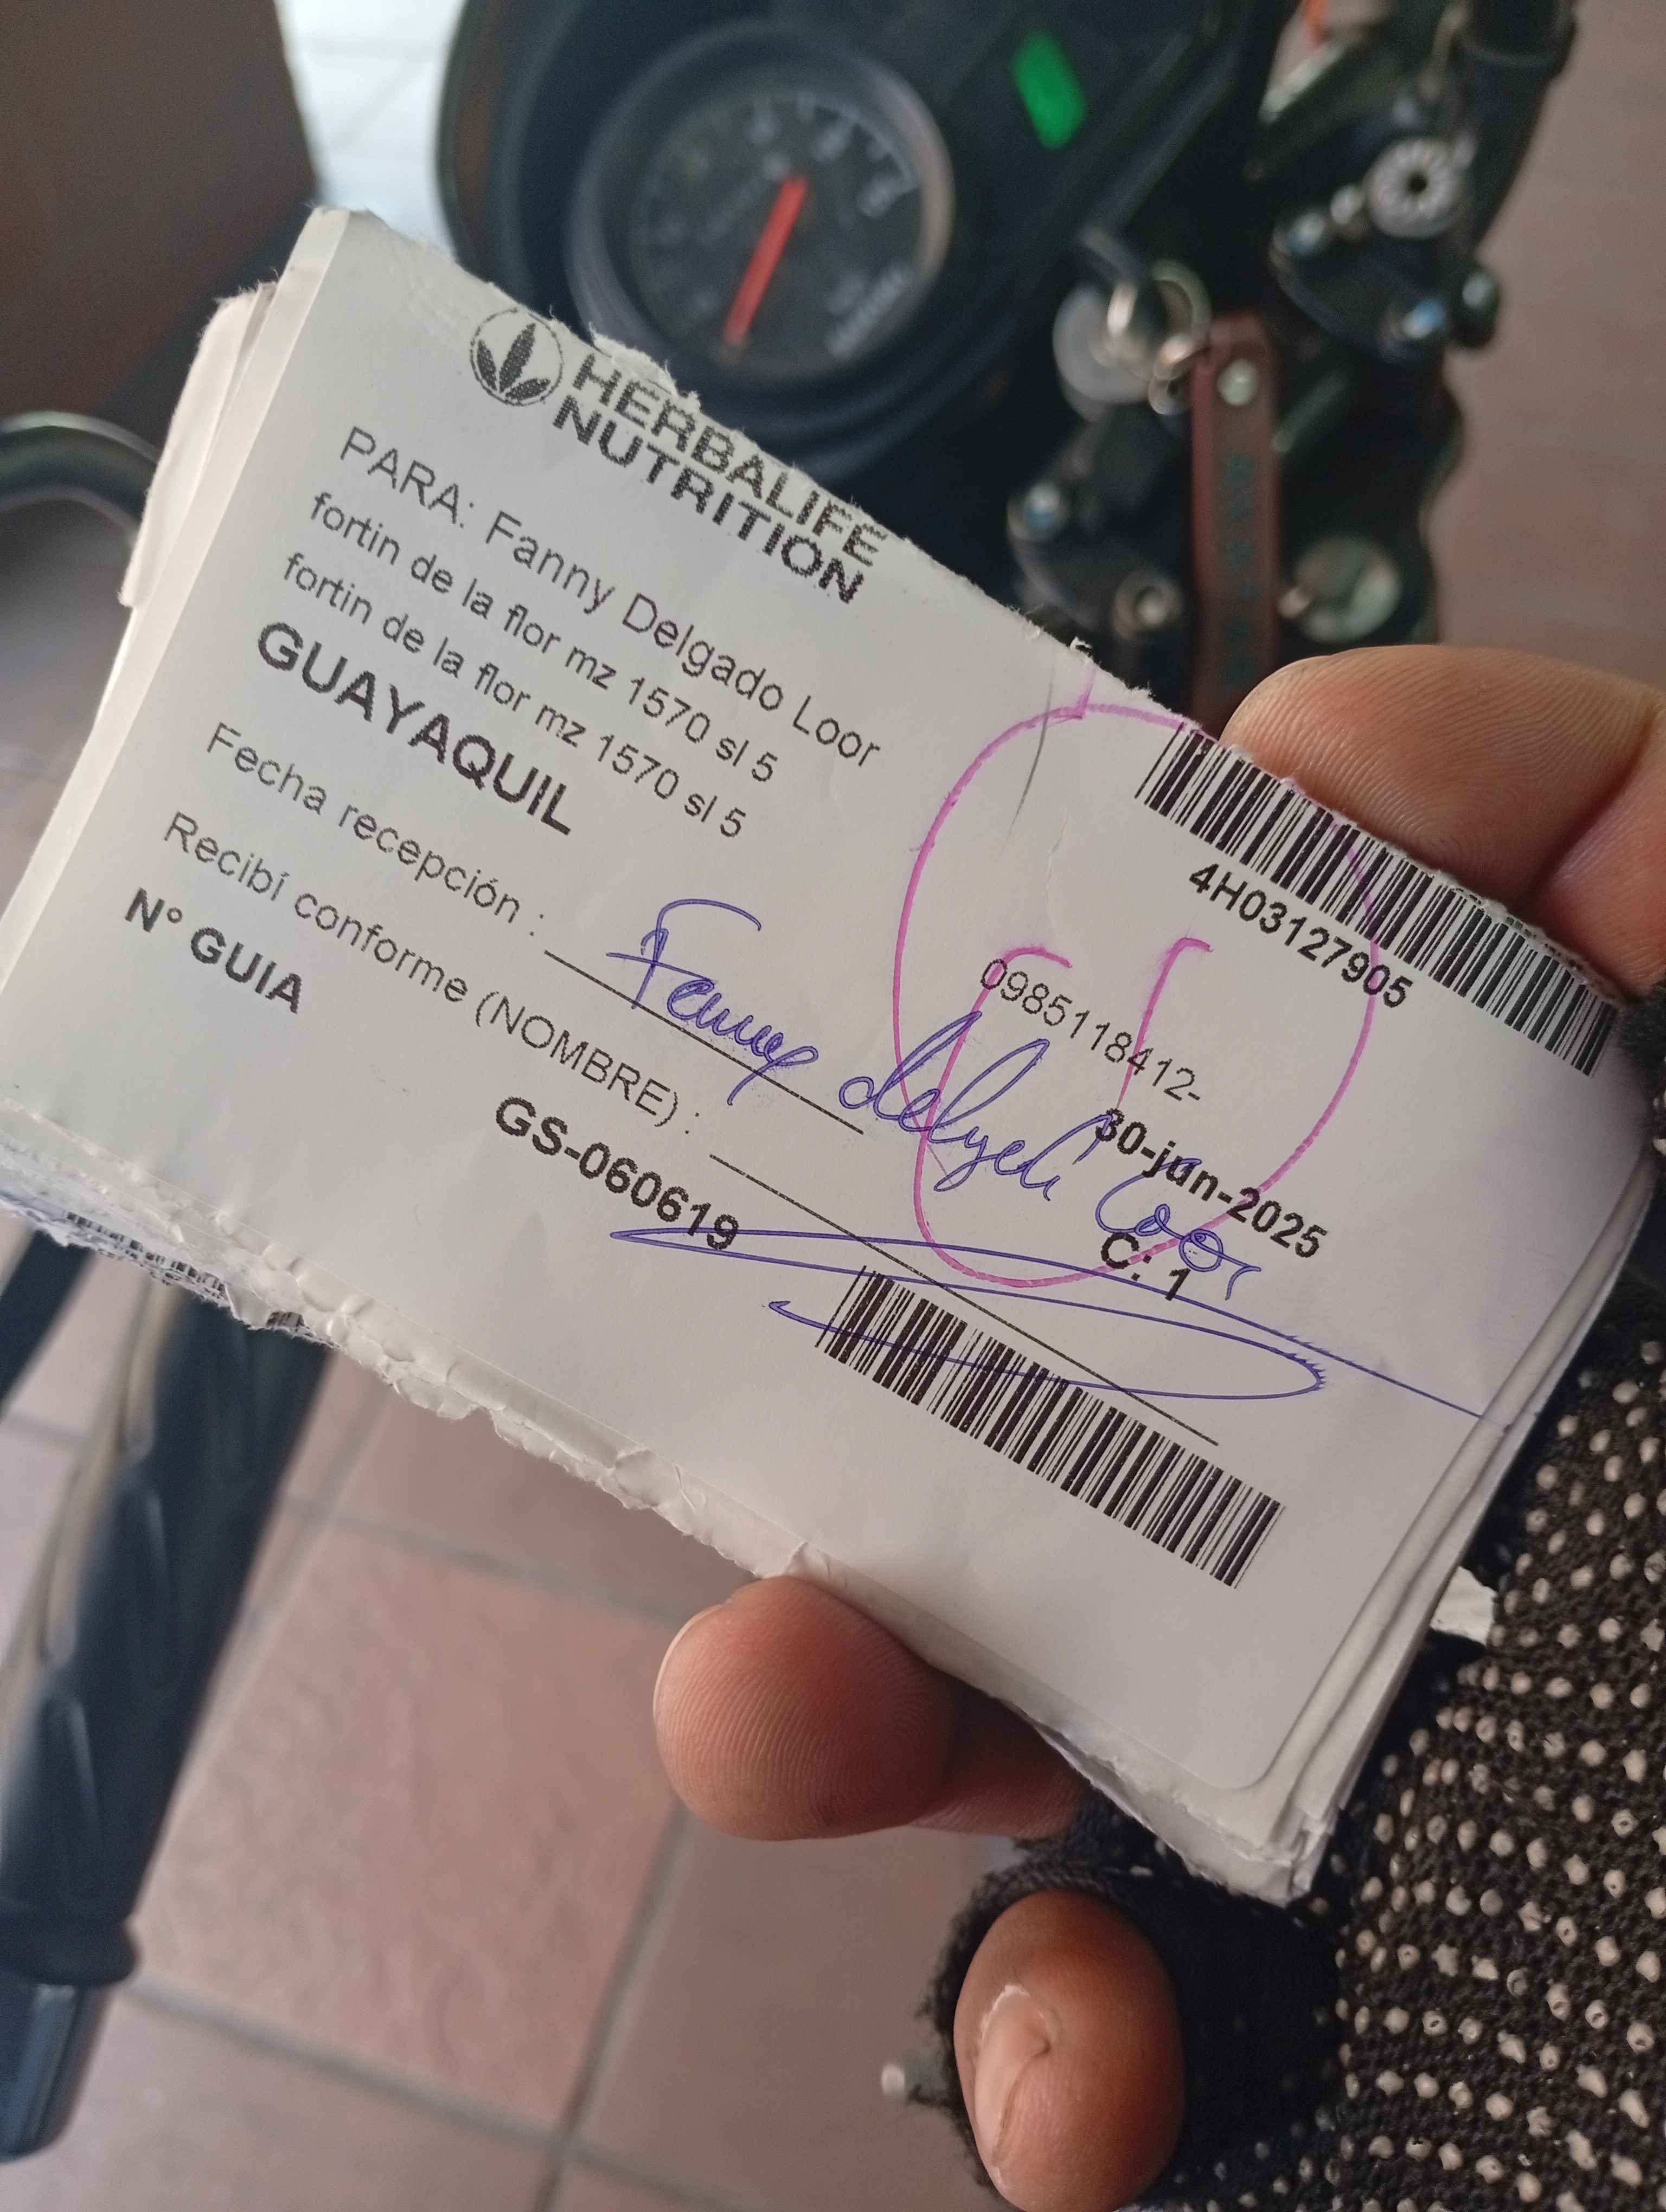 HERBALIFE
NUTRITION
4H03127905
PARA: Fanny Delgado Loor
fortin de la flor mz 1570 sl 5
fortin de la flor mz 1570 sl 5
0985118412-
GUAYAQUIL
30-jun-2025
C: 1
Fecha recepción :
Fanny Delgado Loor
Recibí conforme (NOMBRE) :
N° GUIA
GS-060619